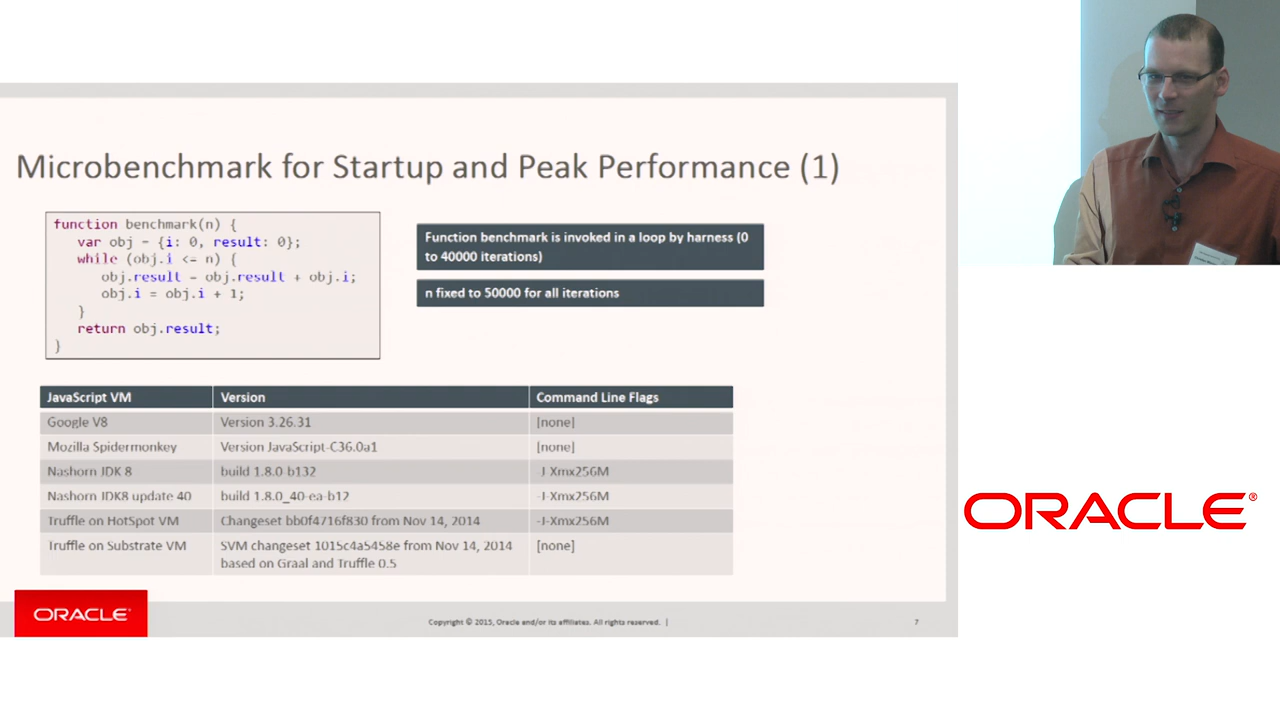 Microbenchmark for Startup and Peak Performance (1)
function benchmark(n) {
var obj = {i: 0, result: 0};
while (obj.i <= n) {
obj.result = obj.result + obj.i;
obj.i = obj.i + 1;
}
return obj.result;
}
Function benchmark is invoked in a loop by harness (0
to 40000 iterations)
n fixed to 50000 for all iterations
JavaScript VM Version Command Line Flags
Google V8 Version 3.26.31 [none]
Mozilla Spidermonkey Version JavaScript-C36.0a1 [none]
Nashorn JDK 8 build 1.8.0-b132 -J-Xmx256M
Nashorn JDK8 update 40 build 1.8.0_40-ea-b12 -J-Xmx256M
Truffle on HotSpot VM Changeset bb0f4716f830 from Nov 14, 2014 -J-Xmx256M
Truffle on Substrate VM SVM changeset 1015c4a5458e from Nov 14, 2014 [none]
based on Graal and Truffle 0.5
ORACLE®
Copyright © 2015, Oracle and/or its affiliates. All rights reserved. |
7
ORACLE®